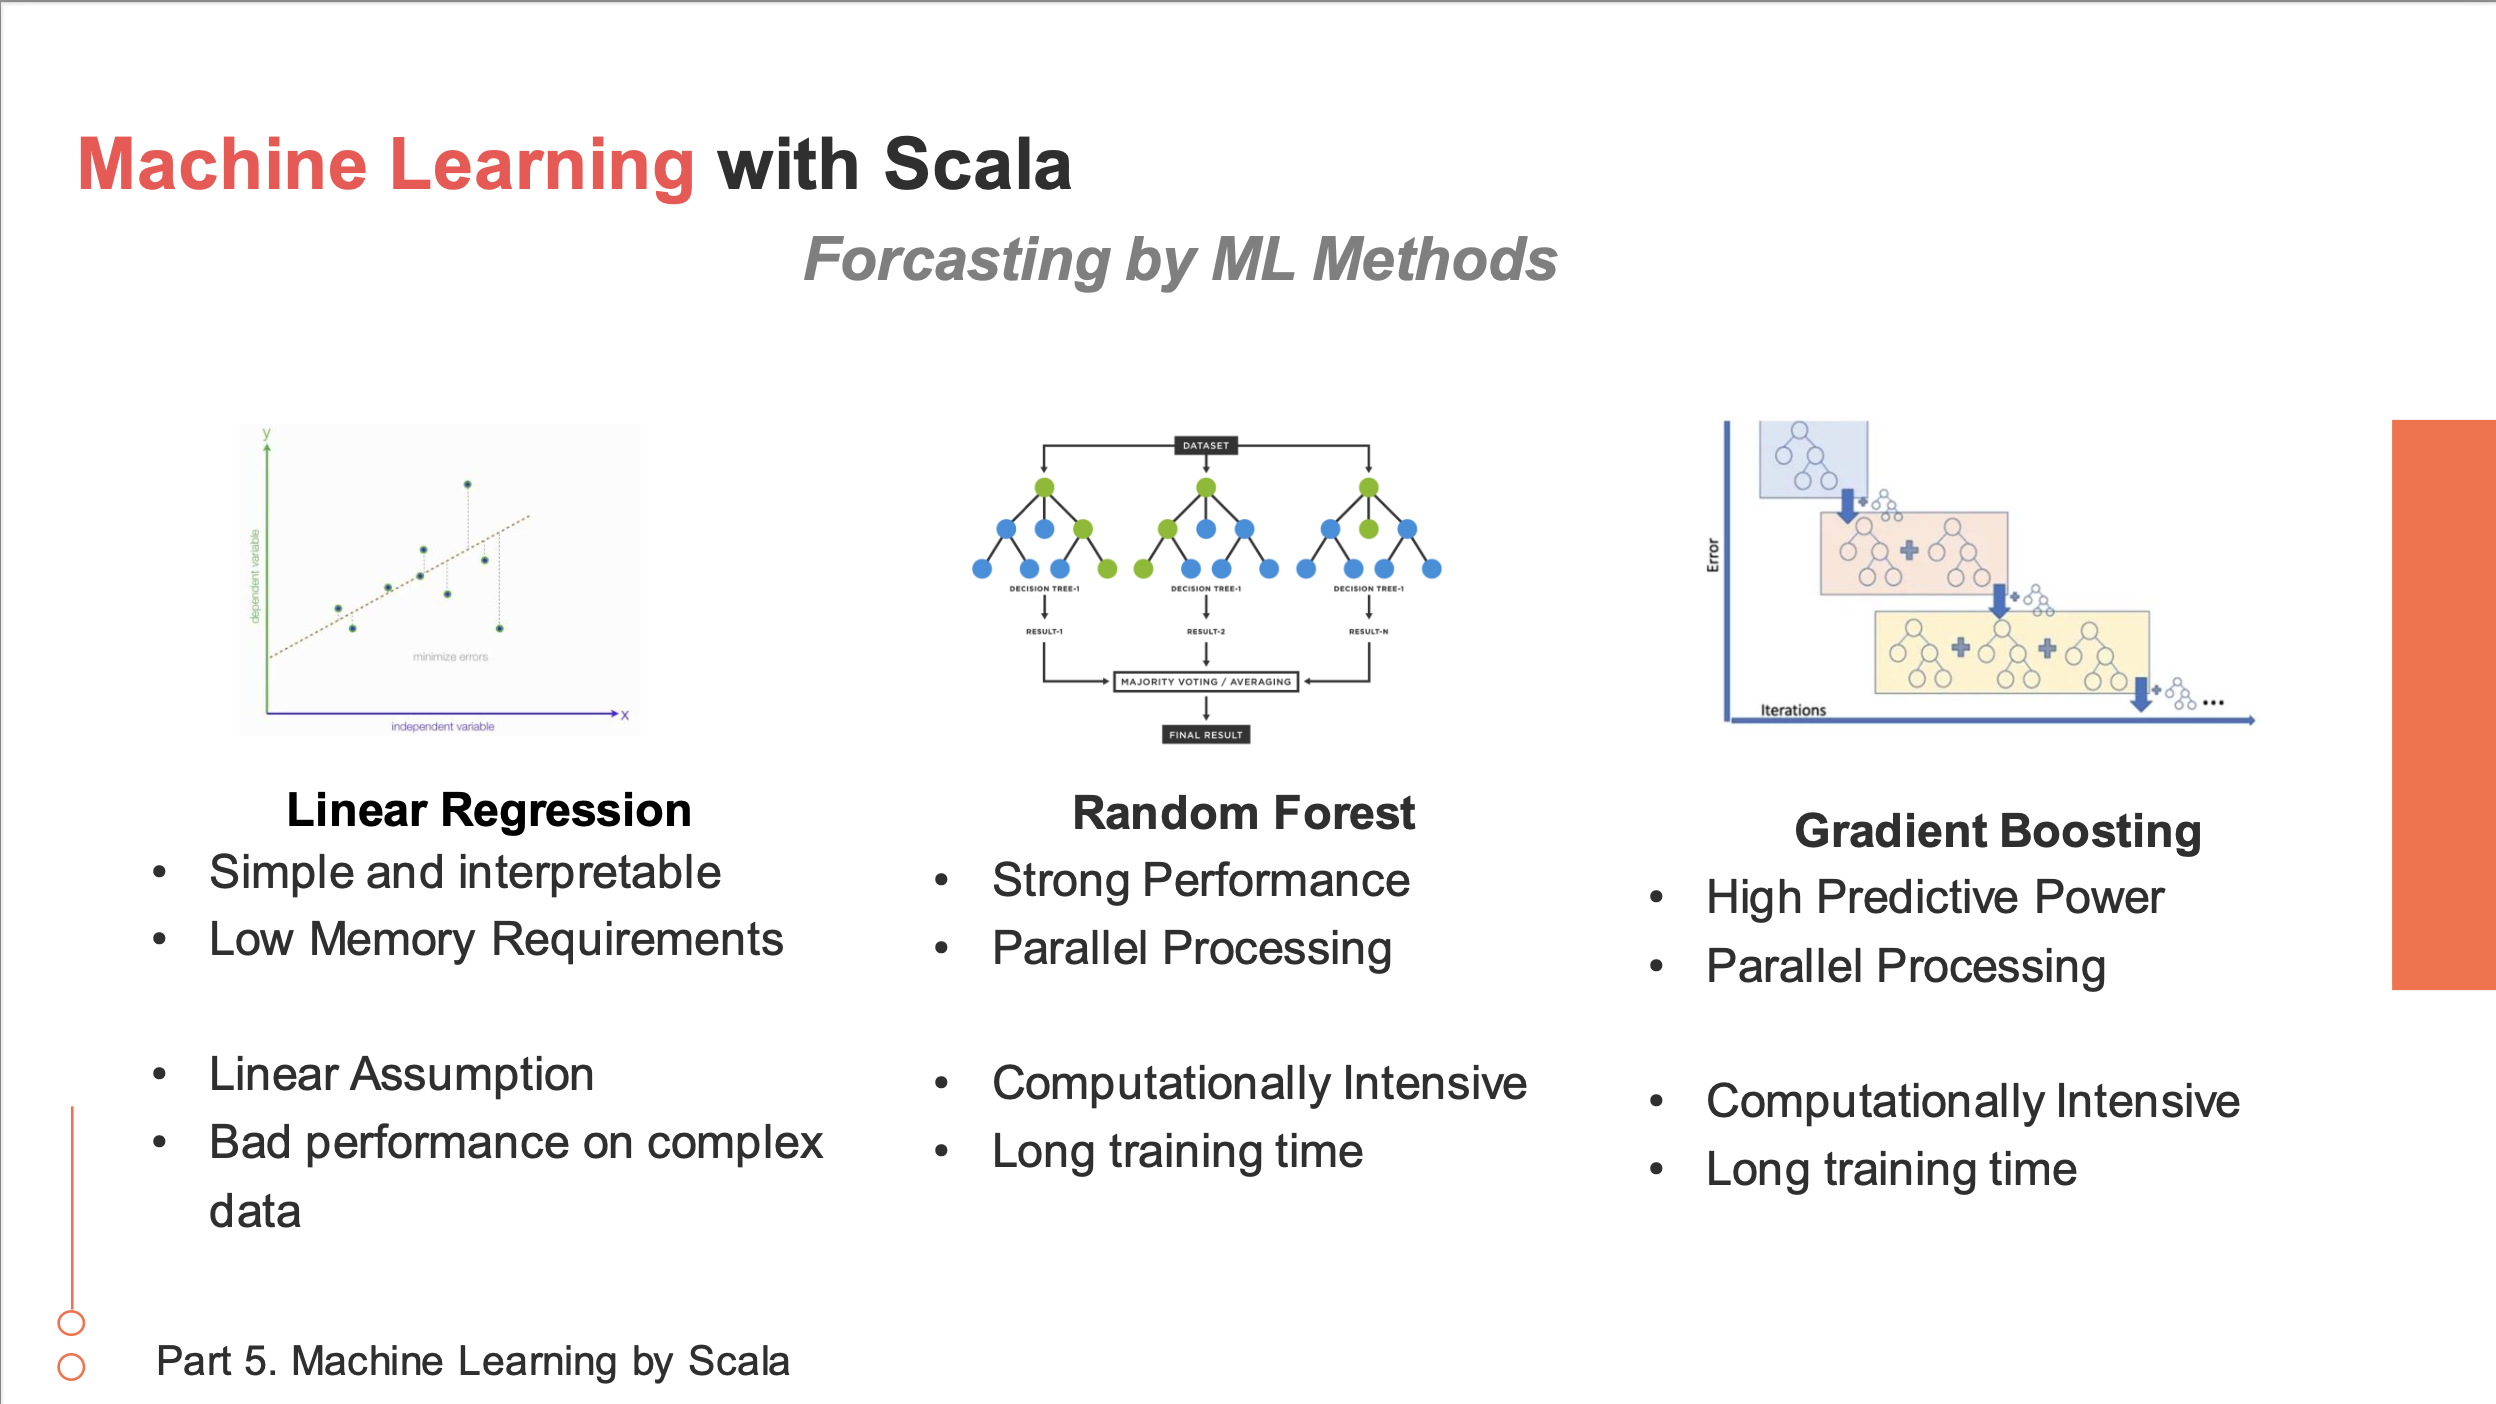 Machine Learning with Scala
Forcasting by ML Methods
y
dependent variable
minimize errors
x
independent variable
DATASET
DECISION TREE-1
DECISION TREE-1
DECISION TREE-1
RESULT-1
RESULT-2
RESULT-N
MAJORITY VOTING / AVERAGING
FINAL RESULT
Error
Iterations
Linear Regression
• Simple and interpretable
• Low Memory Requirements
• Linear Assumption
• Bad performance on complex
data
Random Forest
• Strong Performance
• Parallel Processing
• Computationally Intensive
• Long training time
Gradient Boosting
• High Predictive Power
• Parallel Processing
• Computationally Intensive
• Long training time
Part 5. Machine Learning by Scala